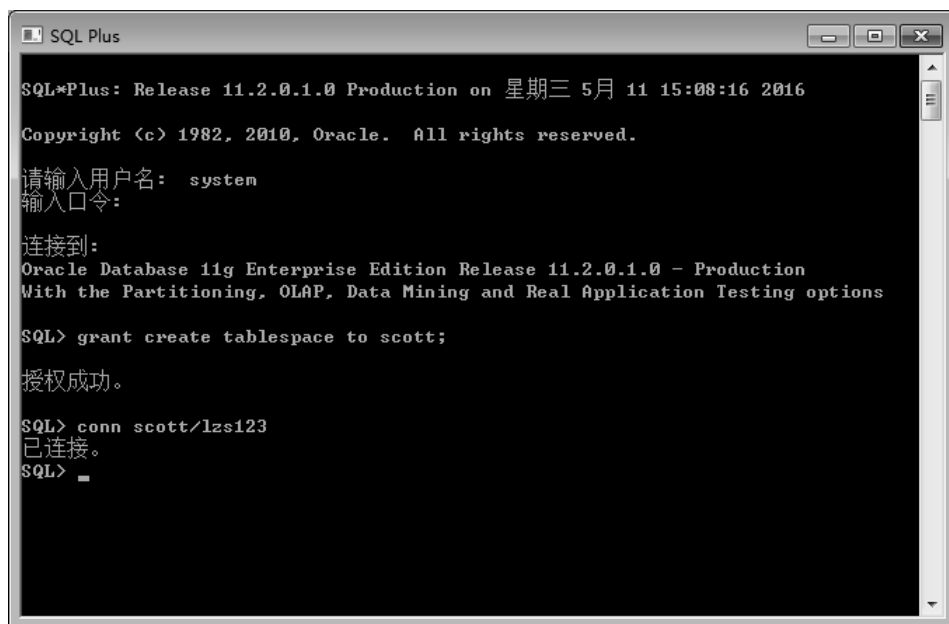 SQL Plus
SQL*Plus: Release 11.2.0.1.0 Production on 星期三 5月 11 15:08:16 2016
Copyright (c) 1982, 2010, Oracle.  All rights reserved.
请输入用户名:  system
输入口令:
连接到:
Oracle Database 11g Enterprise Edition Release 11.2.0.1.0 - Production
With the Partitioning, OLAP, Data Mining and Real Application Testing options
SQL> grant create tablespace to scott;
授权成功。
SQL> conn scott/lzs123
已连接。
SQL>